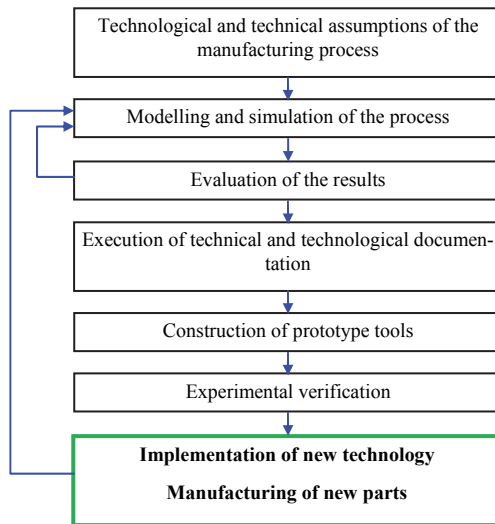 Technological and technical assumptions of the
manufacturing process
Modelling and simulation of the process
Evaluation of the results
Execution of technical and technological documen-
tation
Construction of prototype tools
Experimental verification
Implementation of new technology
Manufacturing of new parts